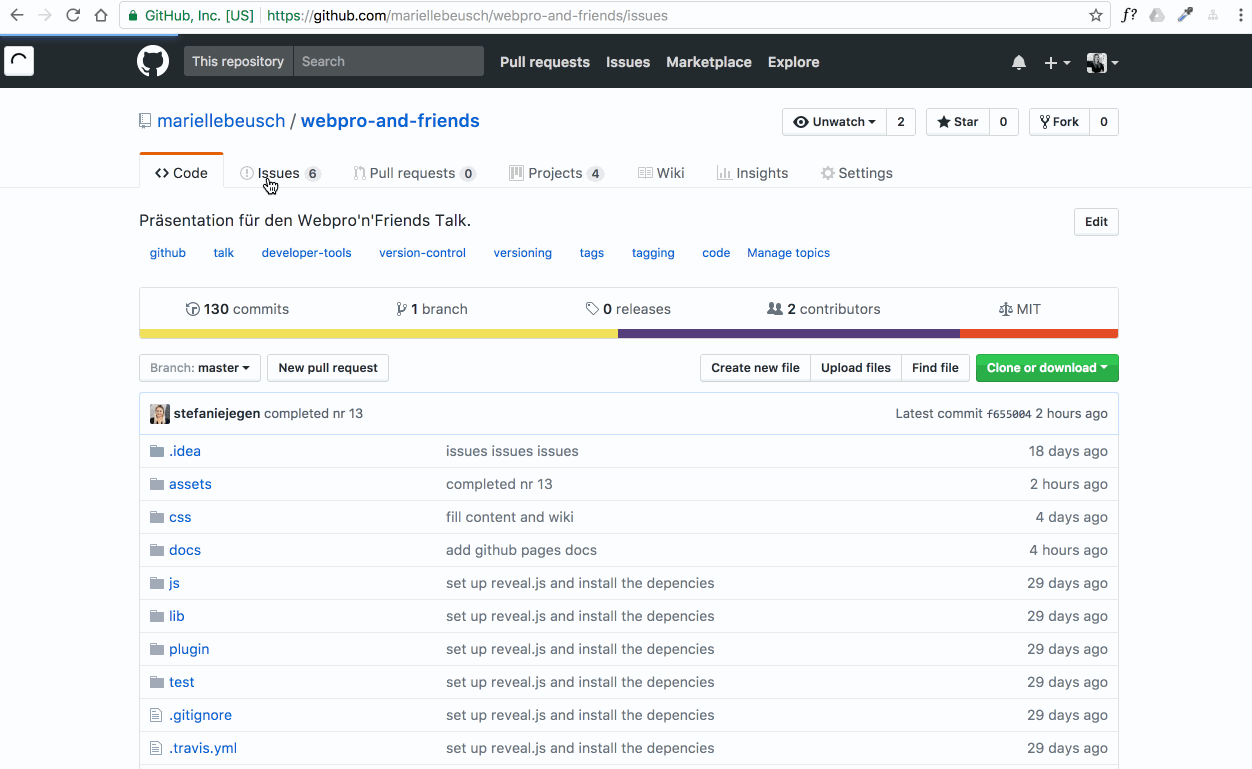 GitHub, Inc. [US] https://github.com/mariellebeusch/webpro-and-friends/issues f?
This repository Search Pull requests Issues Marketplace Explore
mariellebeusch / webpro-and-friends Unwatch 2 Star 0 Fork 0
<> Code Issues 6 Pull requests 0 Projects 4 Wiki Insights Settings
Präsentation für den Webpro'n'Friends Talk. Edit
github talk developer-tools version-control versioning tags tagging code Manage topics
130 commits 1 branch 0 releases 2 contributors MIT
Branch: master New pull request Create new file Upload files Find file Clone or download
stefaniejegen completed nr 13 Latest commit f655004 2 hours ago
.idea issues issues issues 18 days ago
assets completed nr 13 2 hours ago
css fill content and wiki 4 days ago
docs add github pages docs 4 hours ago
js set up reveal.js and install the depencies 29 days ago
lib set up reveal.js and install the depencies 29 days ago
plugin set up reveal.js and install the depencies 29 days ago
test set up reveal.js and install the depencies 29 days ago
.gitignore set up reveal.js and install the depencies 29 days ago
.travis.yml set up reveal.js and install the depencies 29 days ago